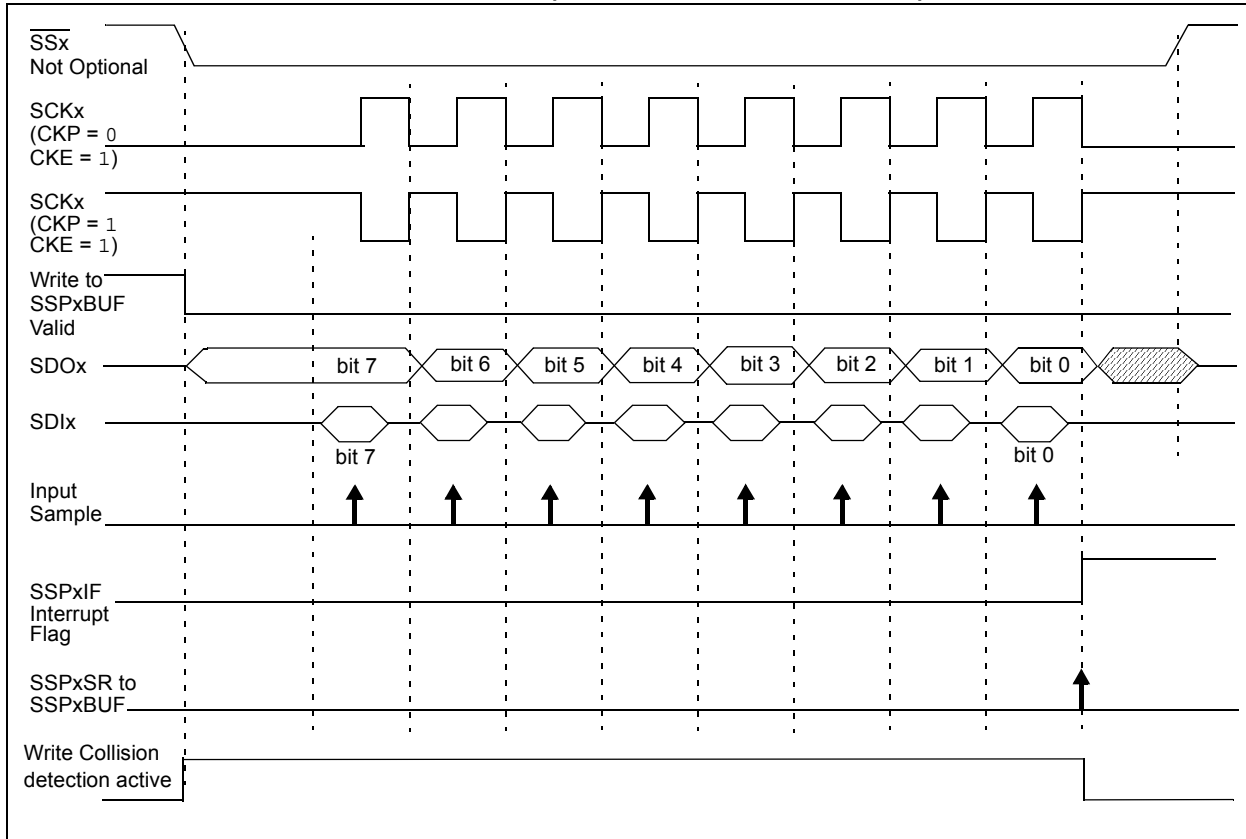 SSx
Not Optional
SCKx
(CKP = 0
CKE = 1)
SCKx
(CKP = 1
CKE = 1)
Write to
SSPxBUF
Valid
SDOx
bit 7
bit 6
bit 5
bit 4
bit 3
bit 2
bit 1
bit 0
SDIx
bit 7
bit 0
Input
Sample
SSPxIF
Interrupt
Flag
SSPxSR to
SSPxBUF
Write Collision
detection active